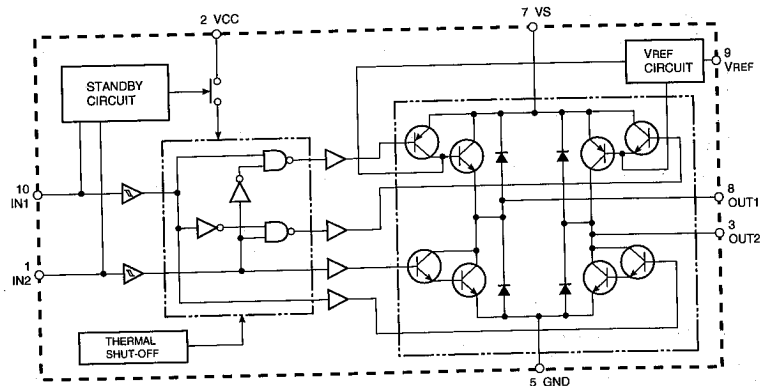 2 VCC
7 VS
STANDBY
CIRCUIT
VREF
CIRCUIT
9
VREF
10
IN1
8
OUT1
3
OUT2
1
IN2
THERMAL
SHUT-OFF
5 GND